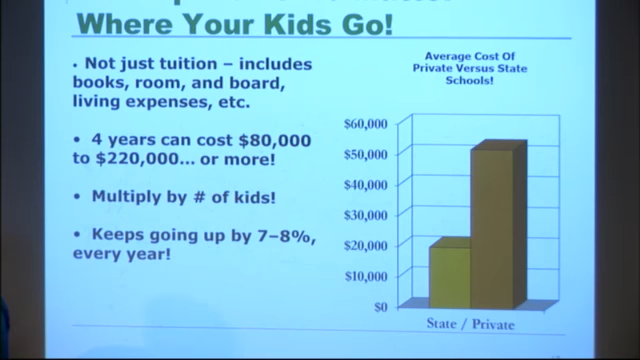 Where Your Kids Go!
• Not just tuition – includes
books, room, and board,
living expenses, etc.
• 4 years can cost $80,000
to $220,000... or more!
• Multiply by # of kids!
• Keeps going up by 7–8%,
every year!
Average Cost Of
Private Versus State
Schools!
$60,000
$50,000
$40,000
$30,000
$20,000
$10,000
$0
State / Private